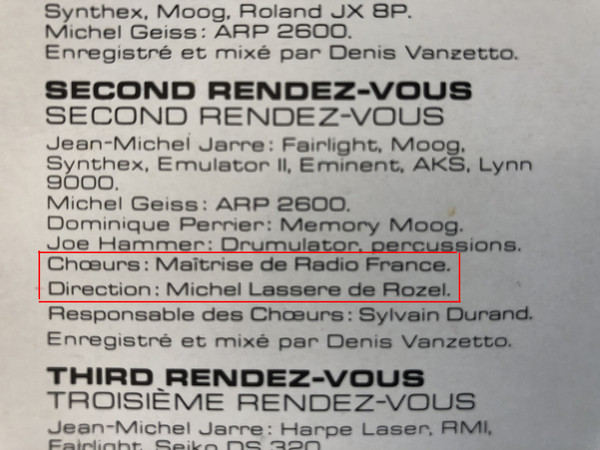 Synthex, Moog, Roland JX 8P.
Michel Geiss: ARP 2600.
Enregistré et mixé par Denis Vanzetto.
SECOND RENDEZ-VOUS
SECOND RENDEZ-VOUS
Jean-Michel Jarre: Fairlight, Moog,
Synthex, Emulator II, Eminent, AKS, Lynn
9000.
Michel Geiss: ARP 2600.
Dominique Perrier: Memory Moog.
Joe Hammer: Drumulator, percussions.
Chœurs: Maîtrise de Radio France.
Direction: Michel Lassere de Rozel.
Responsable des Chœurs: Sylvain Durand.
Enregistré et mixé par Denis Vanzetto.
THIRD RENDEZ-VOUS
TROISIÈME RENDEZ-VOUS
Jean-Michel Jarre: Harpe Laser, RMI,
Fairlight, Seiko DS 320